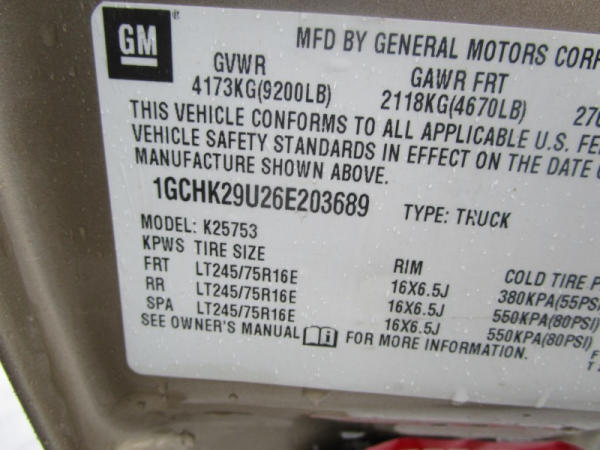 GM
MFD BY GENERAL MOTORS CORP
GVWR GAWR FRT
4173KG(9200LB) 2118KG(4670LB)
THIS VEHICLE CONFORMS TO ALL APPLICABLE U.S. FE
VEHICLE SAFETY STANDARDS IN EFFECT ON THE DATE
MANUFACTURE SHOWN ABOVE.
1GCHK29U26E203689 TYPE: TRUCK
MODEL: K25753
KPWS TIRE SIZE RIM COLD TIRE P
FRT LT245/75R16E 16X6.5J 380KPA(55PSI
RR LT245/75R16E 16X6.5J 550KPA(80PSI)
SPA LT245/75R16E 16X6.5J 550KPA(80PSI)
SEE OWNER'S MANUAL i FOR MORE INFORMATION.